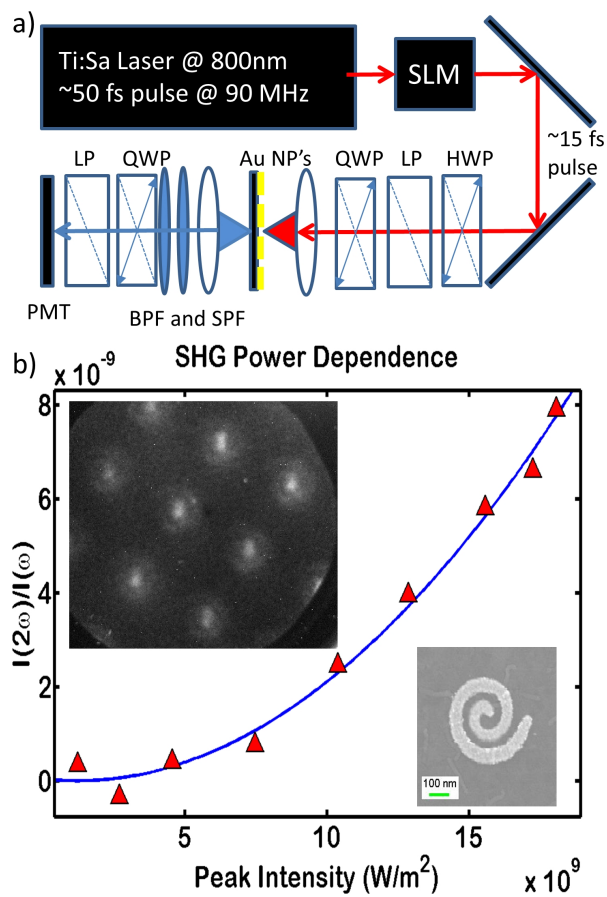 a)
Ti:Sa Laser @ 800nm
~50 fs pulse @ 90 MHz
SLM
~15 fs
pulse
LP
QWP
Au NP's
QWP
LP
HWP
PMT
BPF and SPF
b)
SHG Power Dependence
x 10⁻⁹
8
6
4
2
0
I(2ω)/I(ω)
100 nm
5
10
15
Peak Intensity (W/m²)
x 10⁹